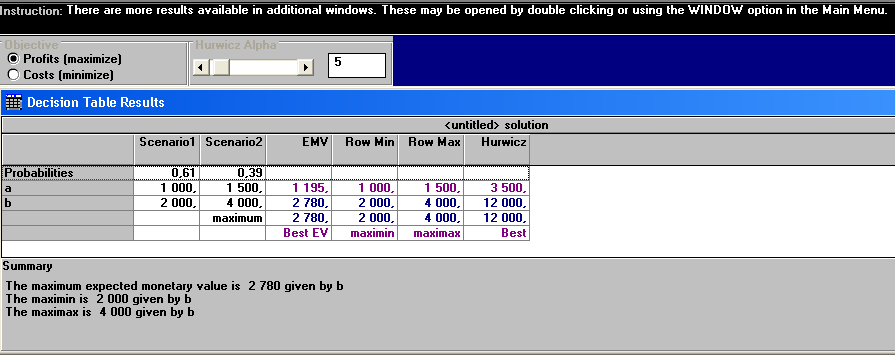 Instruction: There are more results available in additional windows. These may be opened by double clicking or using the WINDOW option in the Main Menu.
Objective Hurwicz Alpha
Profits (maximize) 5
Costs (minimize)
Decision Table Results
<untitled> solution
Scenario1 Scenario2 EMV Row Min Row Max Hurwicz
Probabilities 0,61 0,39
a 1 000, 1 500, 1 195, 1 000, 1 500, 3 500,
b 2 000, 4 000, 2 780, 2 000, 4 000, 12 000,
maximum 2 780, 2 000, 4 000, 12 000,
Best EV maximin maximax Best
Summary
The maximum expected monetary value is 2 780 given by b
The maximin is 2 000 given by b
The maximax is 4 000 given by b